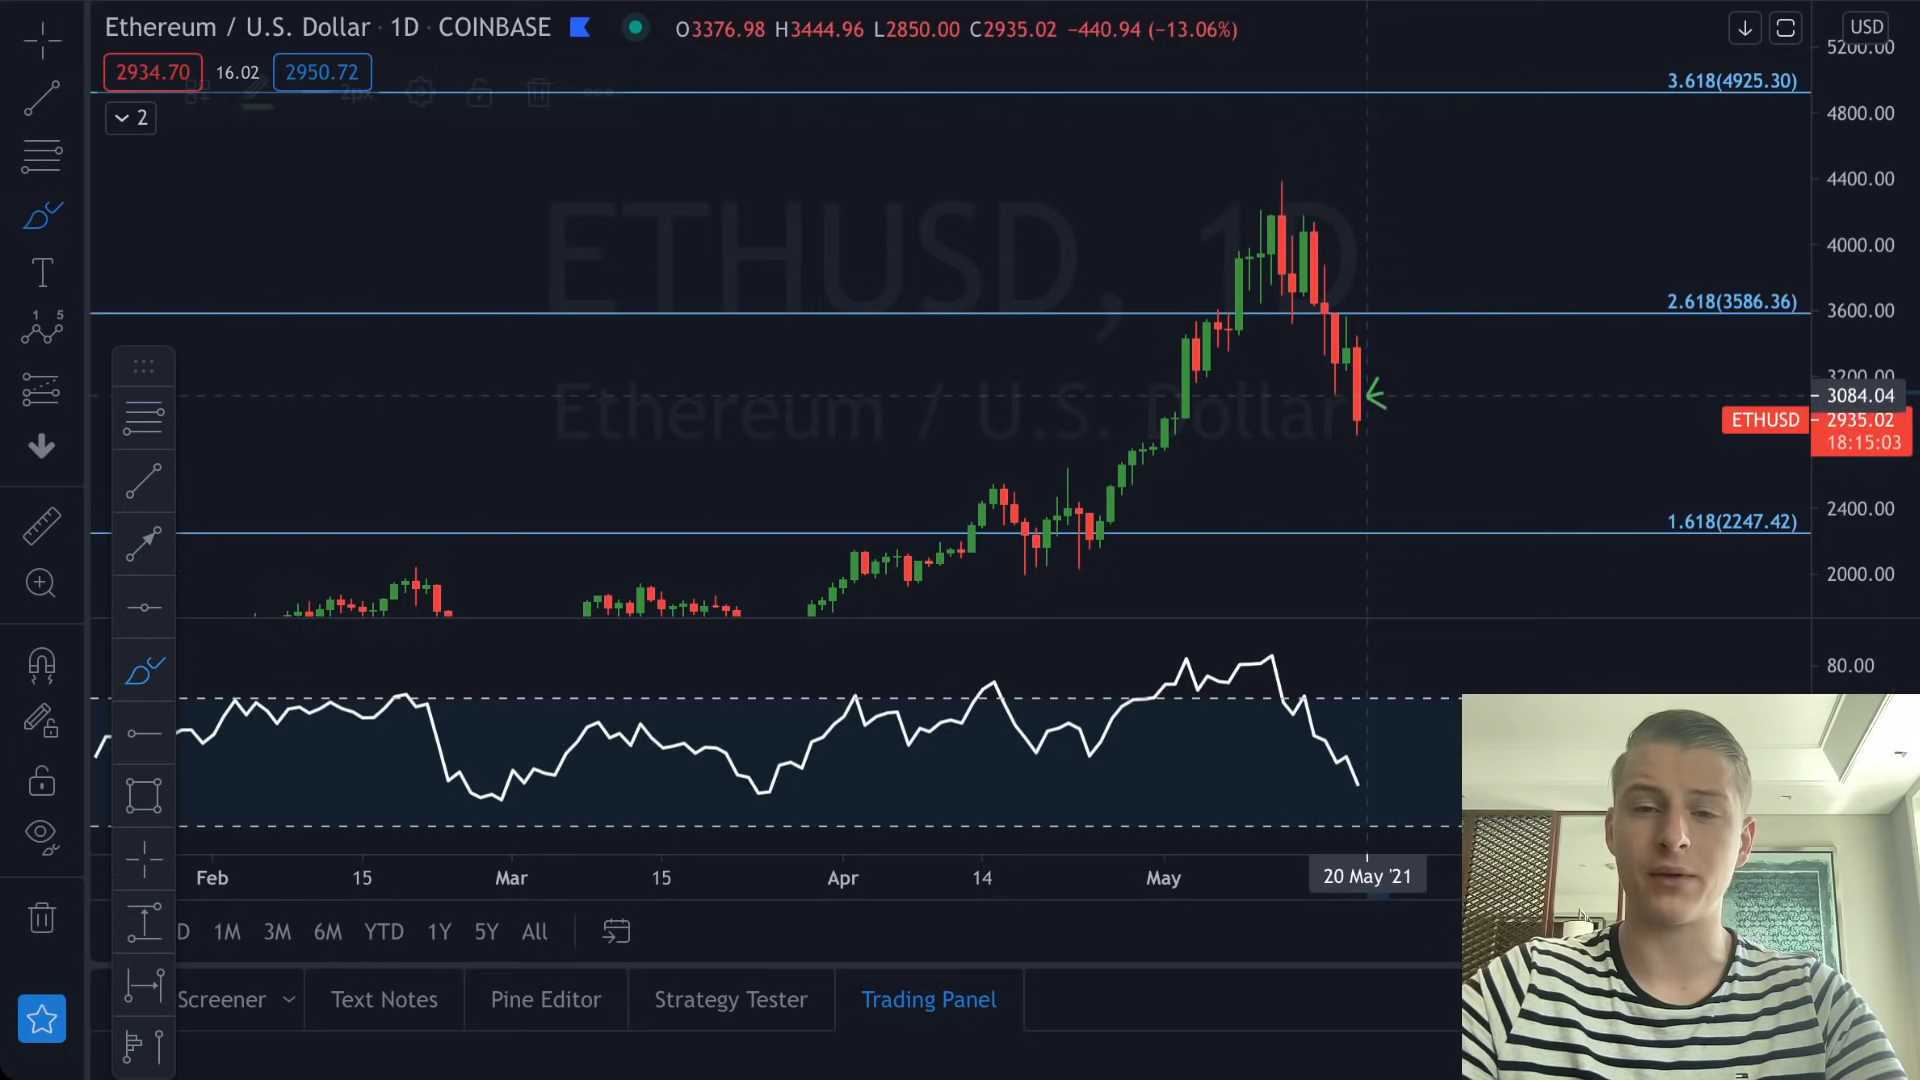 Ethereum / U.S. Dollar · 1D · COINBASE
O3376.98 H3444.96 L2850.00 C2935.02 −440.94 (−13.06%)
USD
2934.70 16.02 2950.72
2px
2
5200.00
3.618(4925.30)
4800.00
4400.00
ETHUSD, 1D
4000.00
2.618(3586.36)
3600.00
3200.00
3084.04
Ethereum / U.S. Dollar
ETHUSD 2935.02
18:15:03
2400.00
1.618(2247.42)
2000.00
80.00
T
1 5
Feb 15 Mar 15 Apr 14 May 20 May '21
D 1M 3M 6M YTD 1Y 5Y All
Screener Text Notes Pine Editor Strategy Tester Trading Panel